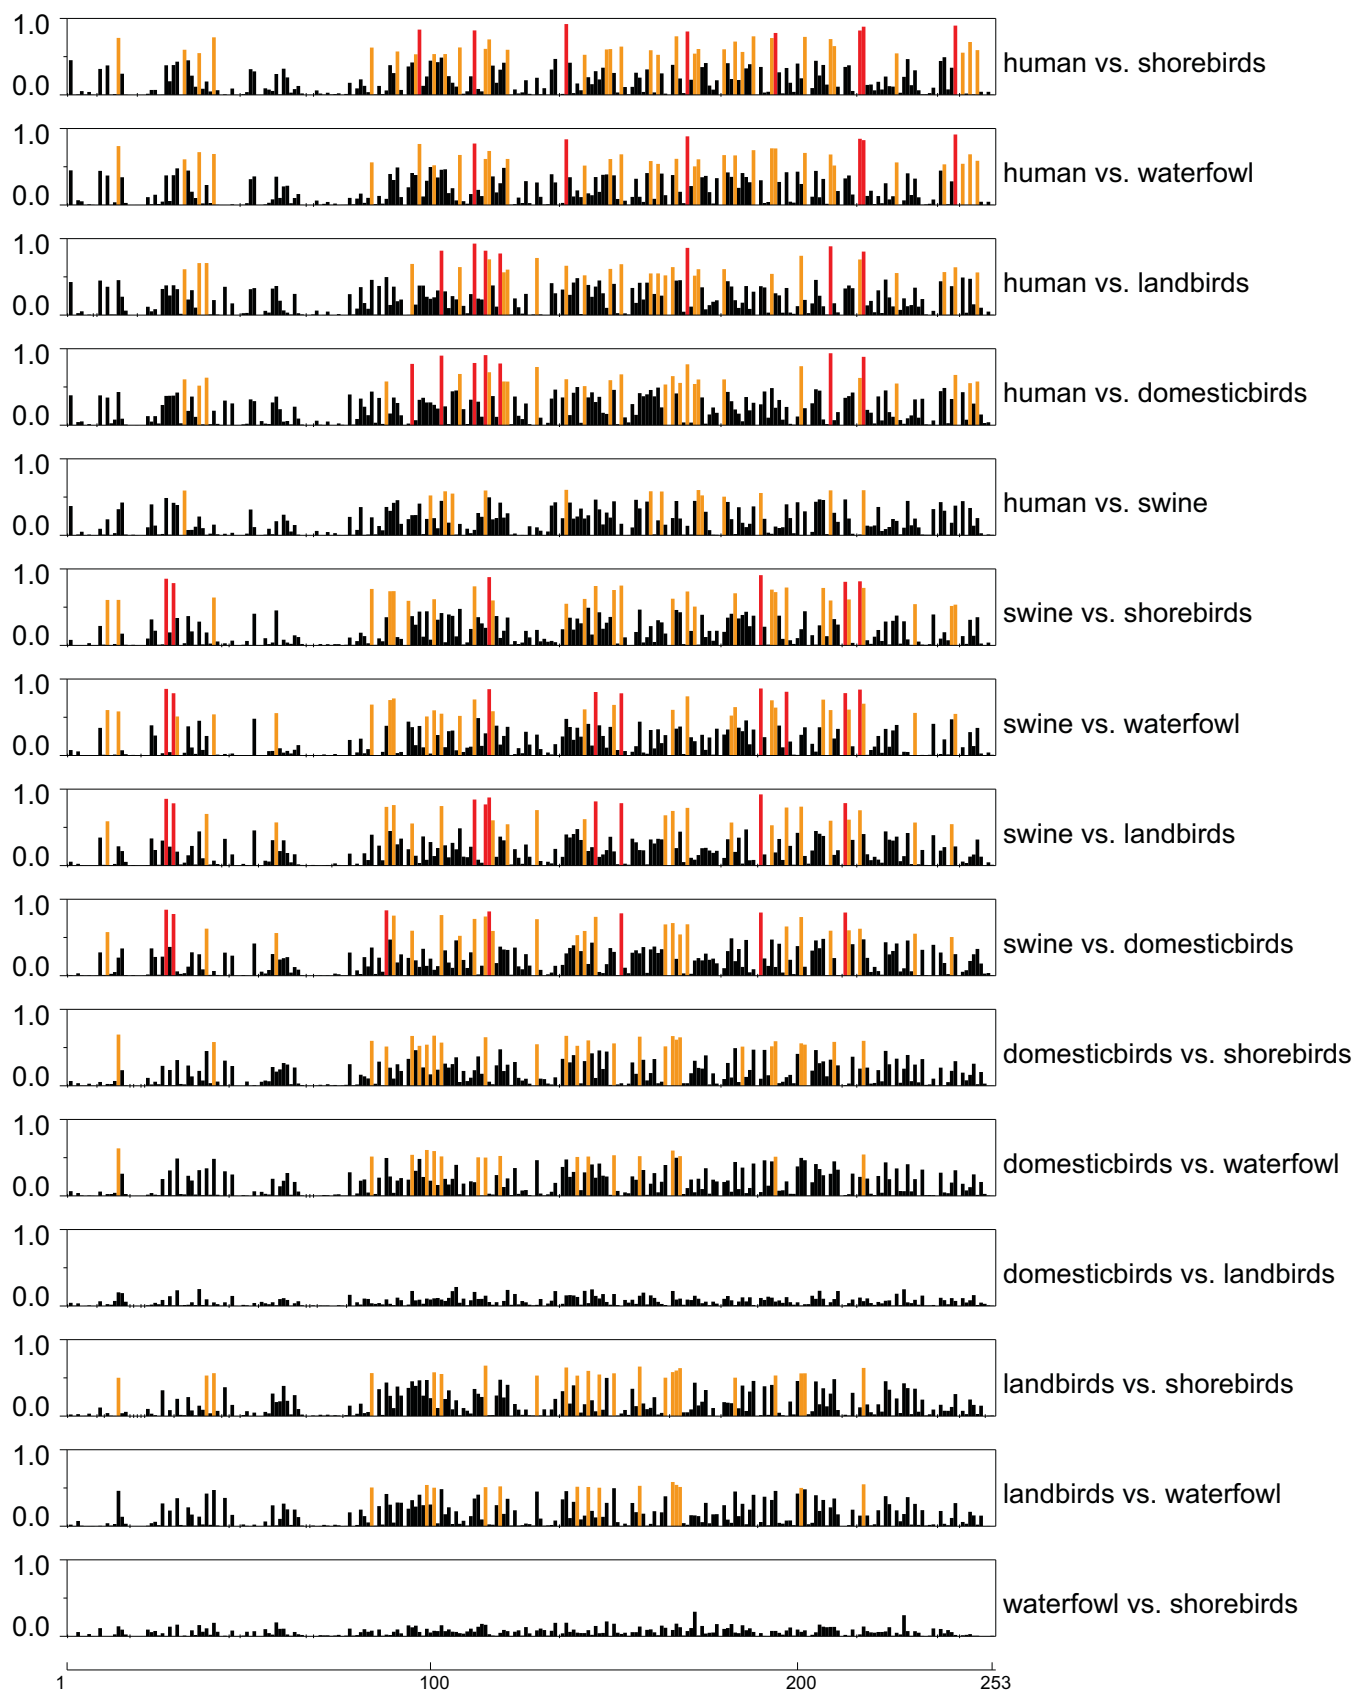 1.0
0.0
human vs. shorebirds
1.0
0.0
human vs. waterfowl
1.0
0.0
human vs. landbirds
1.0
0.0
human vs. domesticbirds
1.0
0.0
human vs. swine
1.0
0.0
swine vs. shorebirds
1.0
0.0
swine vs. waterfowl
1.0
0.0
swine vs. landbirds
1.0
0.0
swine vs. domesticbirds
1.0
0.0
domesticbirds vs. shorebirds
1.0
0.0
domesticbirds vs. waterfowl
1.0
0.0
domesticbirds vs. landbirds
1.0
0.0
landbirds vs. shorebirds
1.0
0.0
landbirds vs. waterfowl
1.0
0.0
waterfowl vs. shorebirds
1 100 200 253